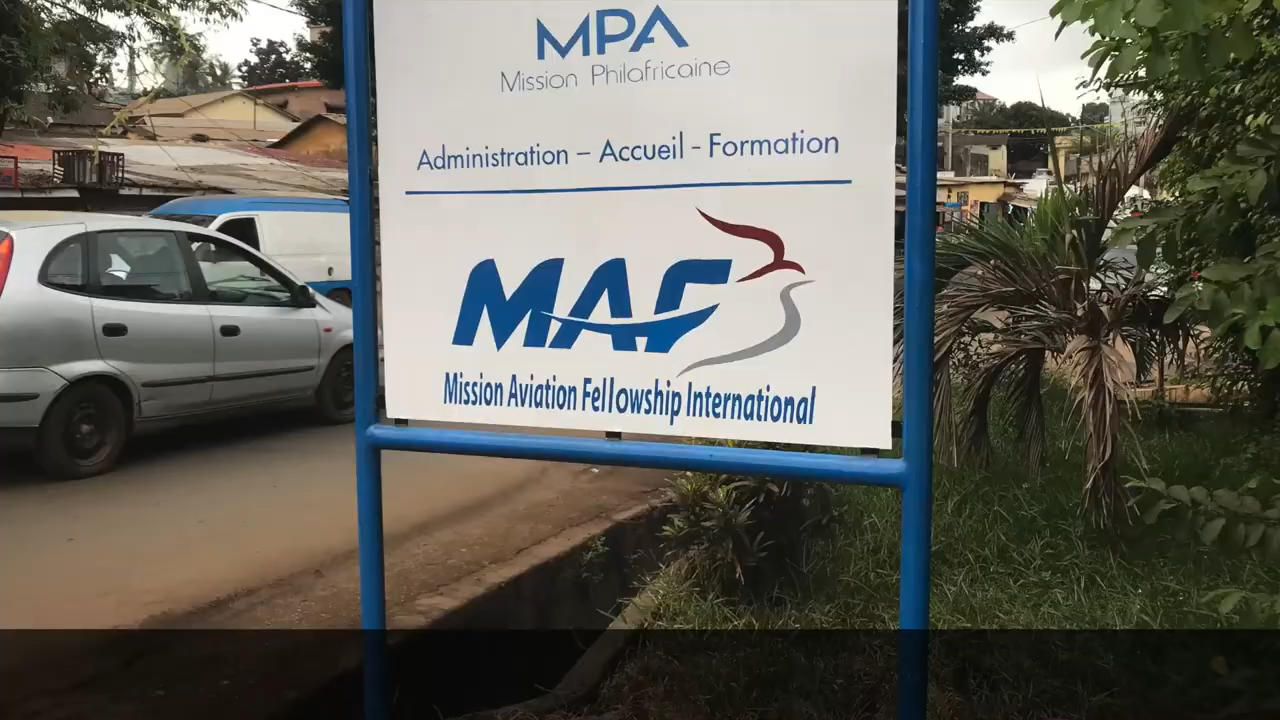 MPA
Mission Philafricaine
Administration – Accueil - Formation
MAF
Mission Aviation Fellowship International